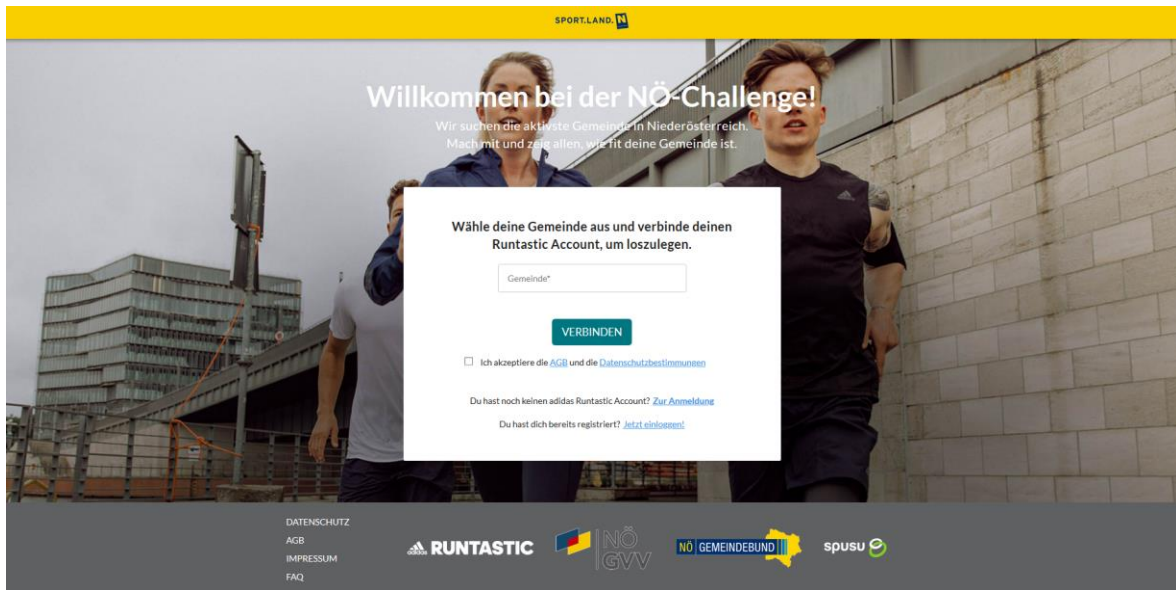 SPORT.LAND. N
Willkommen bei der NÖ-Challenge!
Wir suchen die aktivste Gemeinde in Niederösterreich.
Mach mit und zeig allen, wie fit deine Gemeinde ist.
Wähle deine Gemeinde aus und verbinde deinen
Runtastic Account, um loszulegen.
Gemeinde*
VERBINDEN
Ich akzeptiere die AGB und die Datenschutzbestimmungen
Du hast noch keinen adidas Runtastic Account? Zur Anmeldung
Du hast dich bereits registriert? Jetzt einloggen!
DATENSCHUTZ
AGB
IMPRESSUM
FAQ
adidas RUNTASTIC
NÖ
GVV
NÖ GEMEINDEBUND
spusu